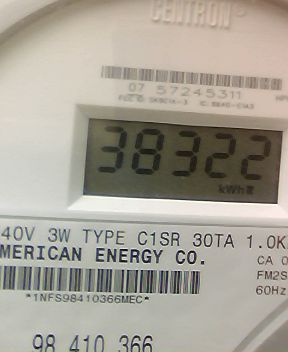 CENTRON®
07 57245311
38322
kWh
40V 3W TYPE C1SR 30TA 1.0K
MERICAN ENERGY CO.
CA 0
FM2S
60Hz
*1NFS98410366MEC*
98 410 366